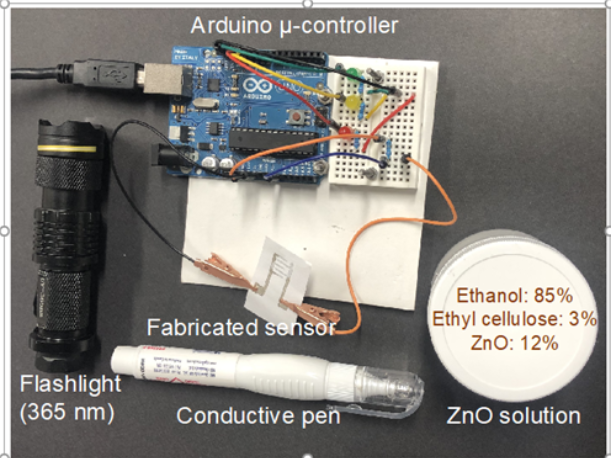 Arduino µ-controller
ARDUINO
Ethanol: 85%
Ethyl cellulose: 3%
ZnO: 12%
Fabricated sensor
Flashlight
(365 nm)
Conductive pen
ZnO solution